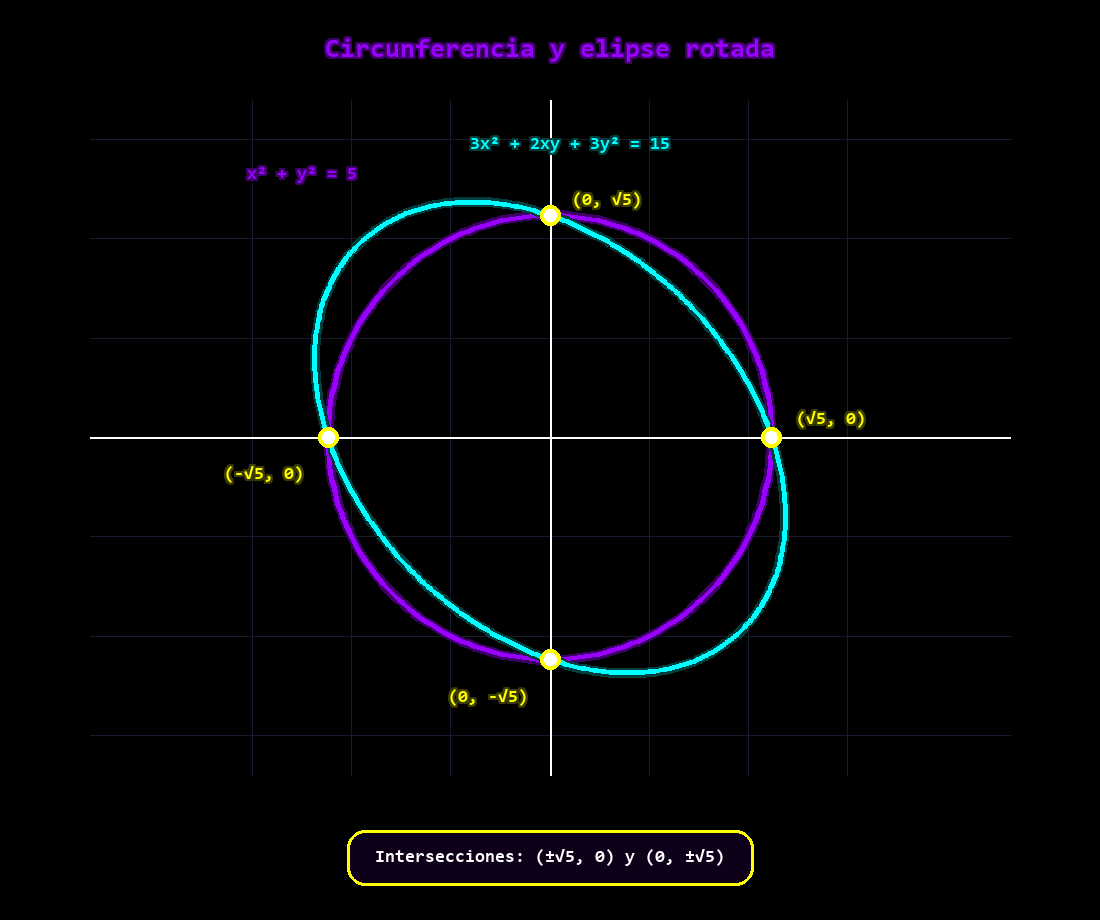 Circunferencia y elipse rotada
3x² + 2xy + 3y² = 15
x² + y² = 5
(0, √5)
(√5, 0)
(-√5, 0)
(0, -√5)
Intersecciones: (±√5, 0) y (0, ±√5)